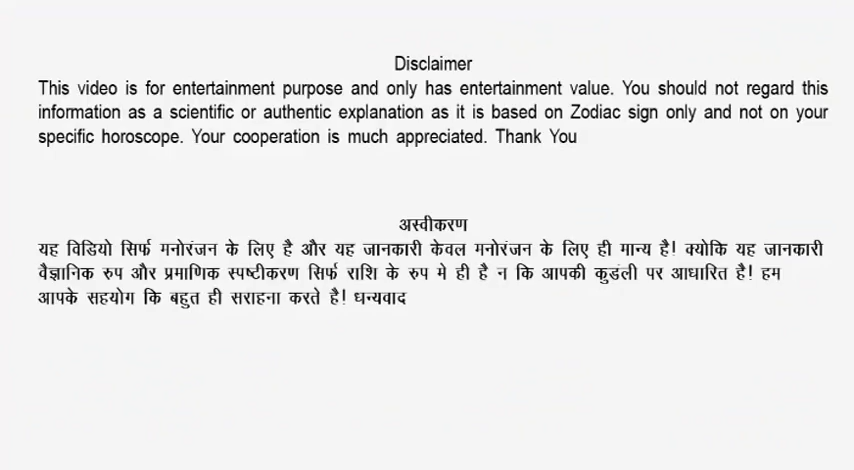 Disclaimer
This video is for entertainment purpose and only has entertainment value. You should not regard this
information as a scientific or authentic explanation as it is based on Zodiac sign only and not on your
specific horoscope. Your cooperation is much appreciated. Thank You
अस्वीकरण
यह विडियो सिर्फ मनोरंजन के लिए है और यह जानकारी केवल मनोरंजन के लिए ही मान्य है! क्योकि यह जानकारी
वैज्ञानिक रुप और प्रमाणिक स्पष्टीकरण सिर्फ राशि के रुप मे ही है न कि आपकी कुडंली पर आधारित है! हम
आपके सहयोग कि बहुत ही सराहना करते है! धन्यवाद